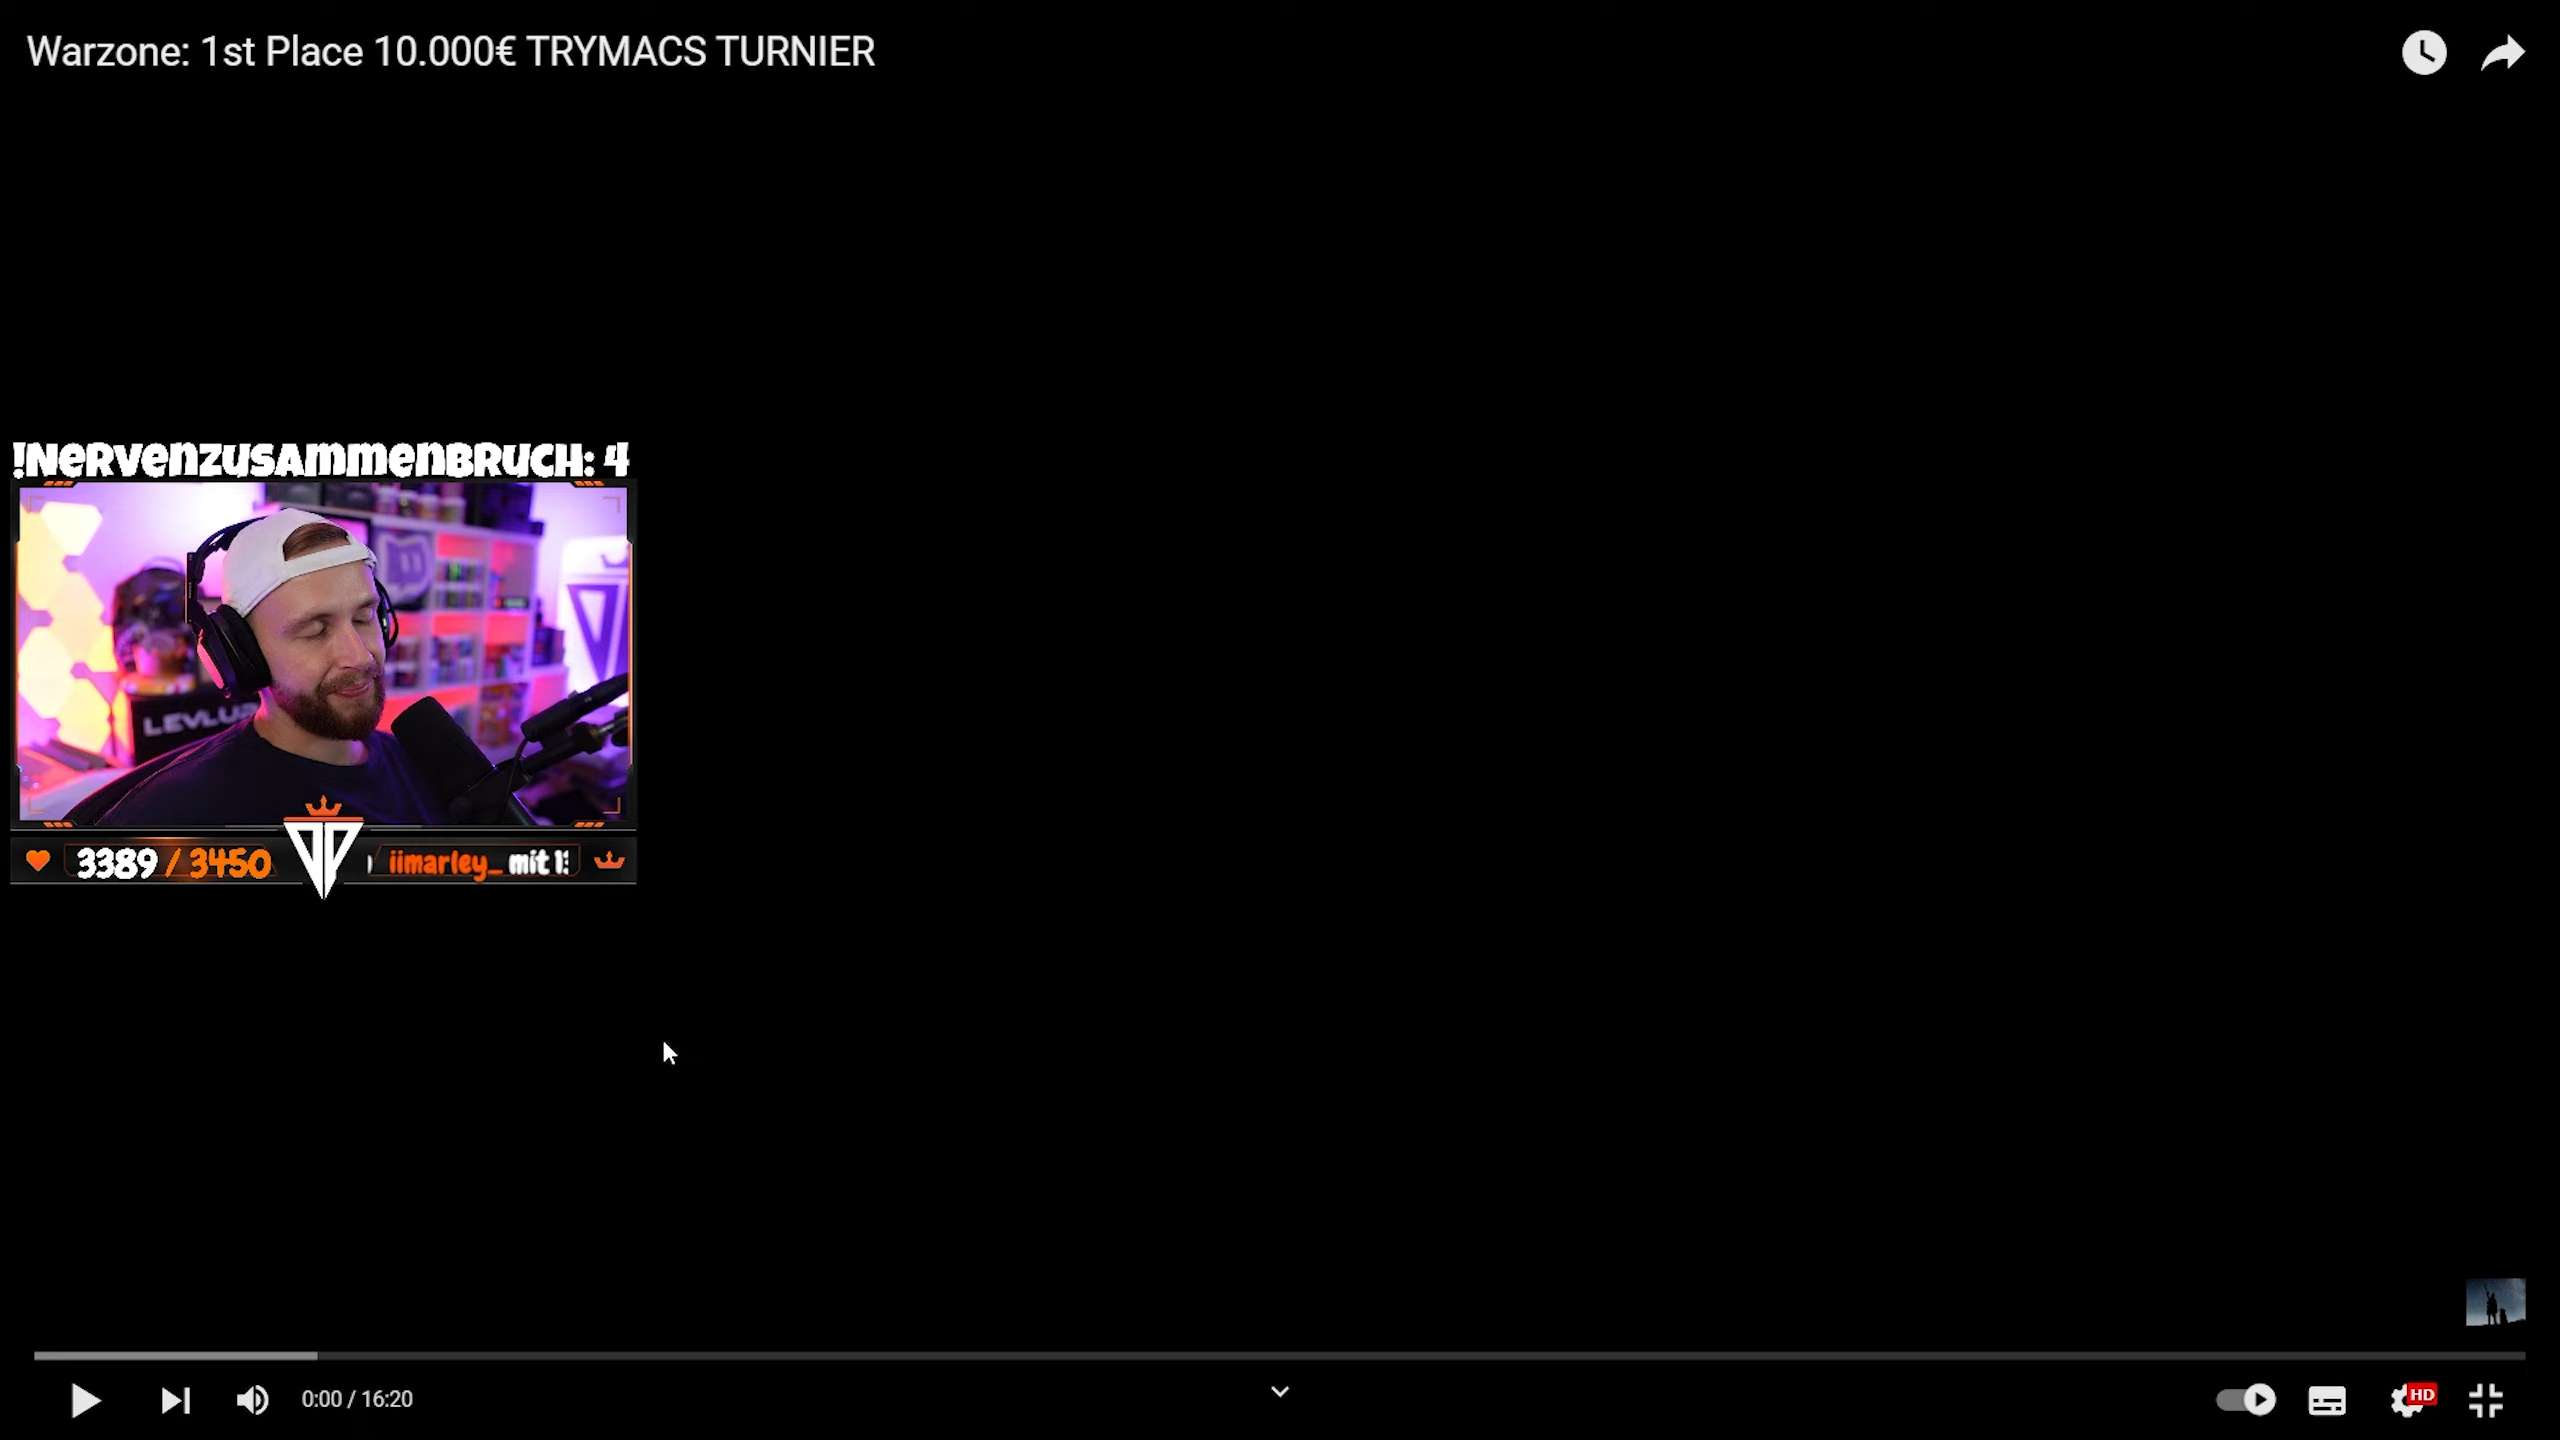 Warzone: 1st Place 10.000€ TRYMACS TURNIER
!NERVENZUSAMMENBRUCH: 4
LEVLUP
3389 / 3450
iimarley_ mit
0:00 / 16:20
HD